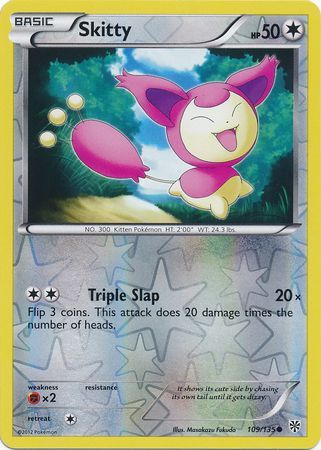 BASIC
Skitty
HP 50
NO. 300 Kitten Pokémon HT: 2'00" WT: 24.3 lbs.
Triple Slap 20×
Flip 3 coins. This attack does 20 damage times the
number of heads.
weakness
resistance
×2
retreat
It shows its cute side by chasing
its own tail until it gets dizzy.
Illus. Masakazu Fukuda
109/135
©2012 Pokémon